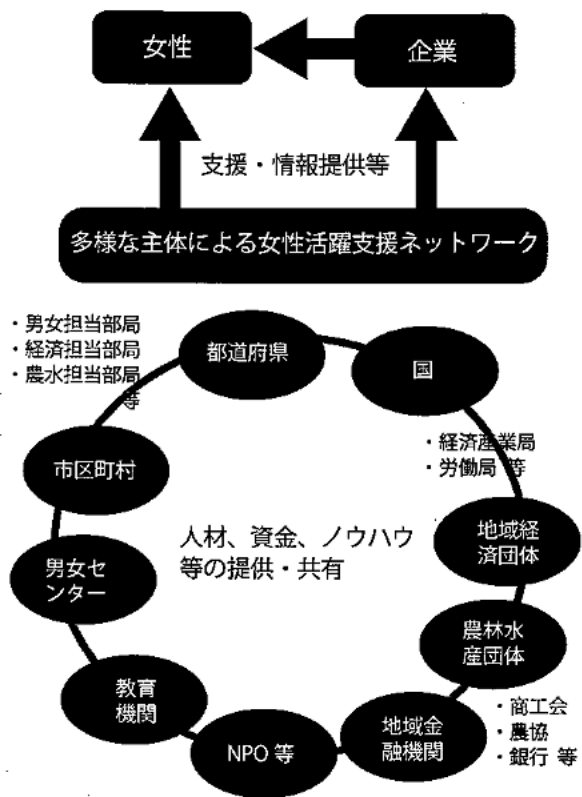 女性
企業
支援・情報提供等
多様な主体による女性活躍支援ネットワーク
・男女担当部局
・経済担当部局
・農水担当部局
等
都道府県
国
・経済産業局
・労働局 等
市区町村
地域経
済団体
人材、資金、ノウハウ
等の提供・共有
男女セ
ンター
農林水
産団体
教育
機関
・商工会
・農協
・銀行 等
地域金
融機関
NPO 等